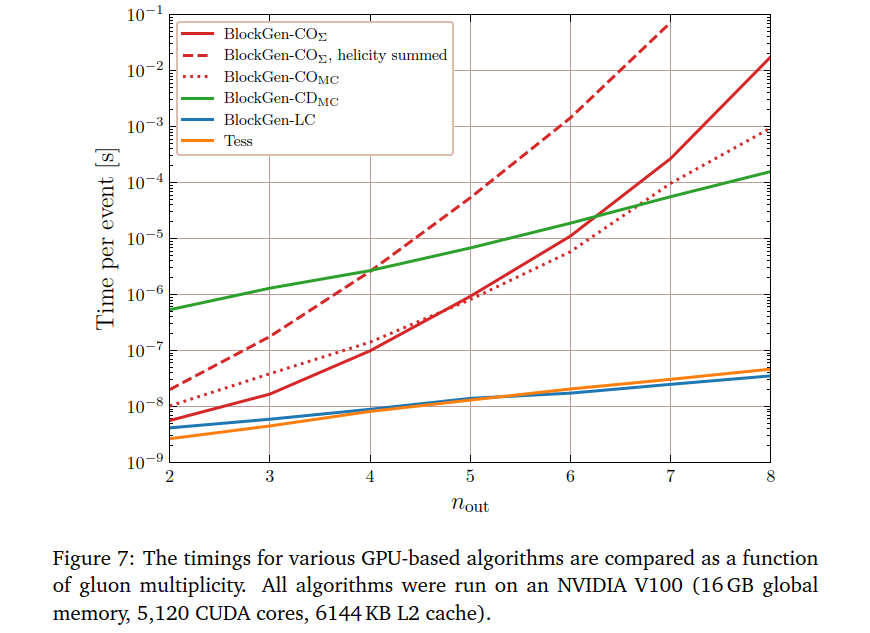 10⁻¹
10⁻²
10⁻³
10⁻⁴
10⁻⁵
10⁻⁶
10⁻⁷
10⁻⁸
10⁻⁹
Time per event [s]
BlockGen-CO_Σ
BlockGen-CO_Σ, helicity summed
BlockGen-CO_MC
BlockGen-CD_MC
BlockGen-LC
Tess
2 3 4 5 6 7 8
n_out
Figure 7: The timings for various GPU-based algorithms are compared as a function
of gluon multiplicity. All algorithms were run on an NVIDIA V100 (16 GB global
memory, 5,120 CUDA cores, 6144 KB L2 cache).